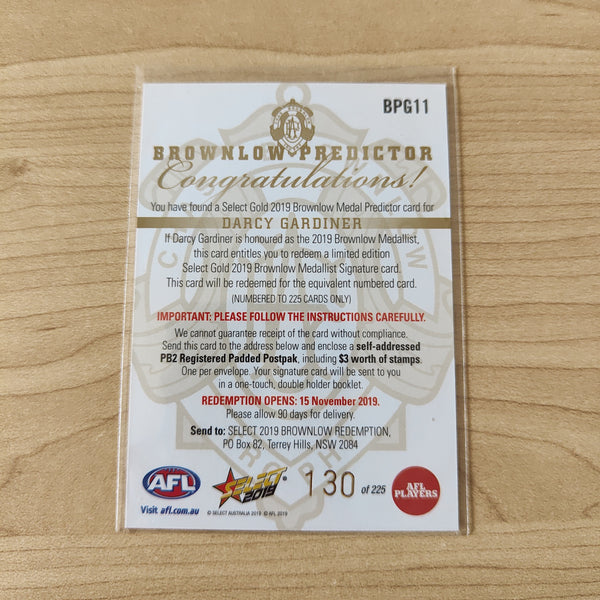 BPG11
BROWNLOW PREDICTOR
Congratulations!
You have found a Select Gold 2019 Brownlow Medal Predictor card for
DARCY GARDINER
If Darcy Gardiner is honoured as the 2019 Brownlow Medallist,
this card entitles you to redeem a limited edition
Select Gold 2019 Brownlow Medallist Signature card.
This card will be redeemed for the equivalent numbered card.
(NUMBERED TO 225 CARDS ONLY)
IMPORTANT: PLEASE FOLLOW THE INSTRUCTIONS CAREFULLY.
We cannot guarantee receipt of the card without compliance.
Send this card to the address below and enclose a self-addressed
PB2 Registered Padded Postpak, including $3 worth of stamps.
One per envelope. Your signature card will be sent to you
in a one-touch, double holder booklet.
REDEMPTION OPENS: 15 November 2019.
Please allow 90 days for delivery.
Send to: SELECT 2019 BROWNLOW REDEMPTION,
PO Box 82, Terrey Hills, NSW 2084
AFL
Visit afl.com.au
SELECT
2019
© SELECT AUSTRALIA 2019 © AFL 2019
130 of 225
AFL
PLAYERS